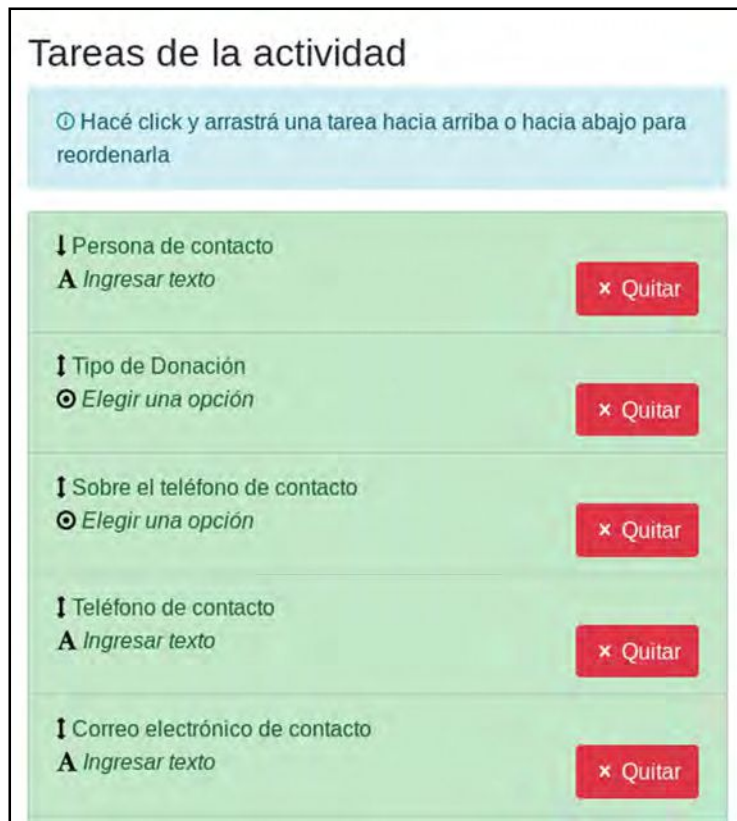 Tareas de la actividad
Hacé click y arrastrá una tarea hacia arriba o hacia abajo para
reordenarla
Persona de contacto
A Ingresar texto
× Quitar
Tipo de Donación
Elegir una opción
× Quitar
Sobre el teléfono de contacto
Elegir una opción
× Quitar
Teléfono de contacto
A Ingresar texto
× Quitar
Correo electrónico de contacto
A Ingresar texto
× Quitar